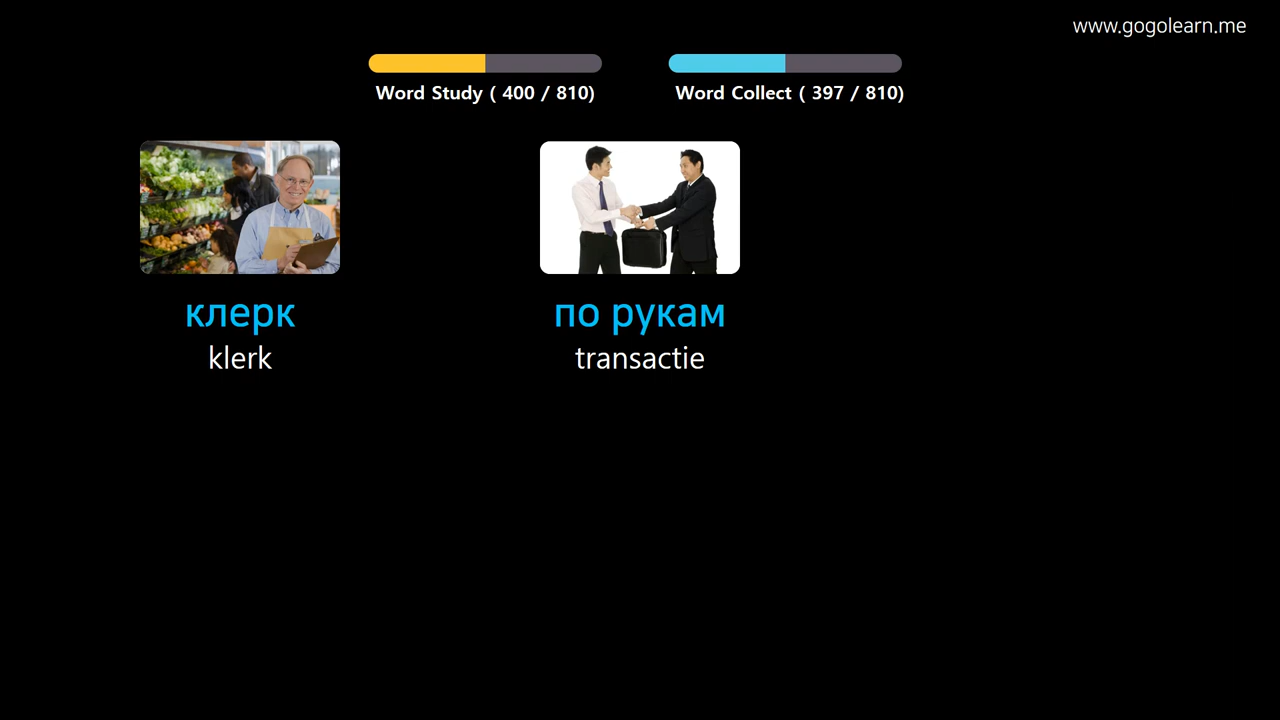 www.gogolearn.me
Word Study ( 400 / 810)
Word Collect ( 397 / 810)
клерк
klerk
по рукам
transactie